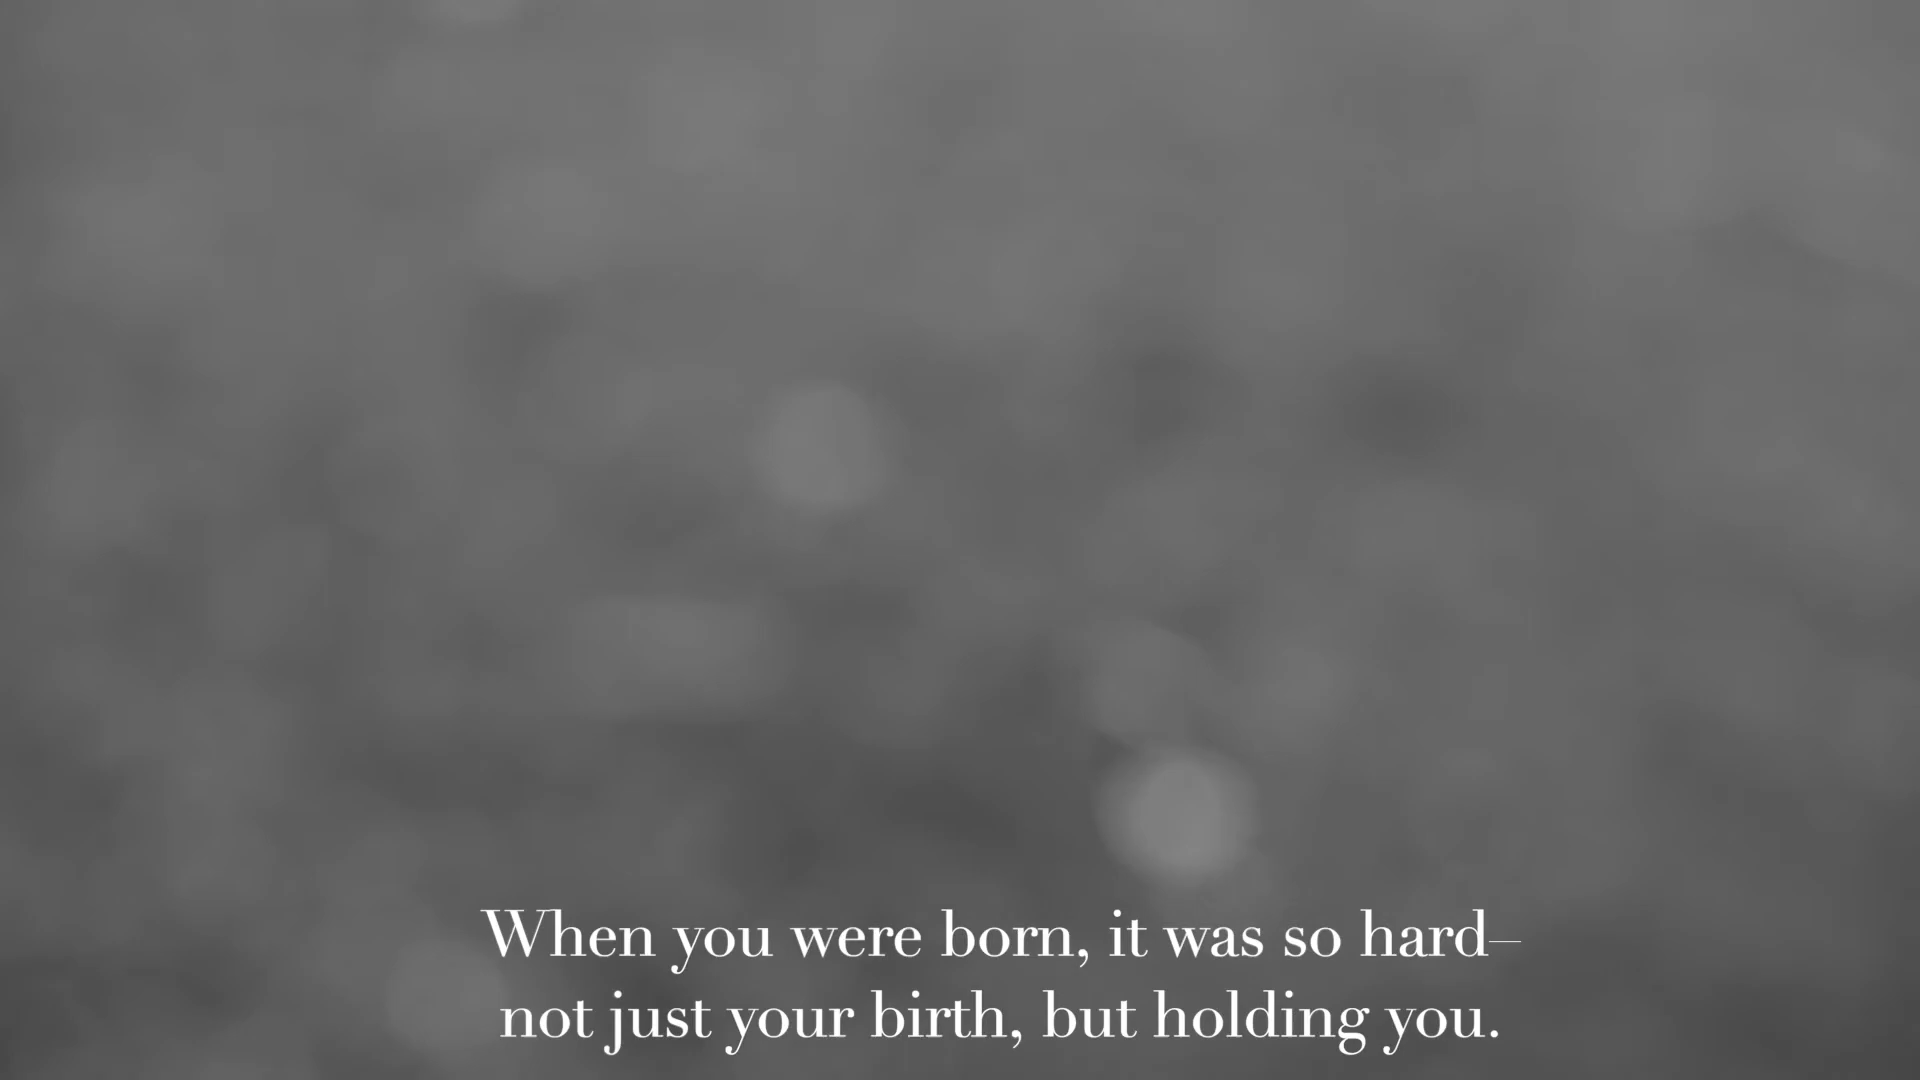 When you were born, it was so hard–
not just your birth, but holding you.